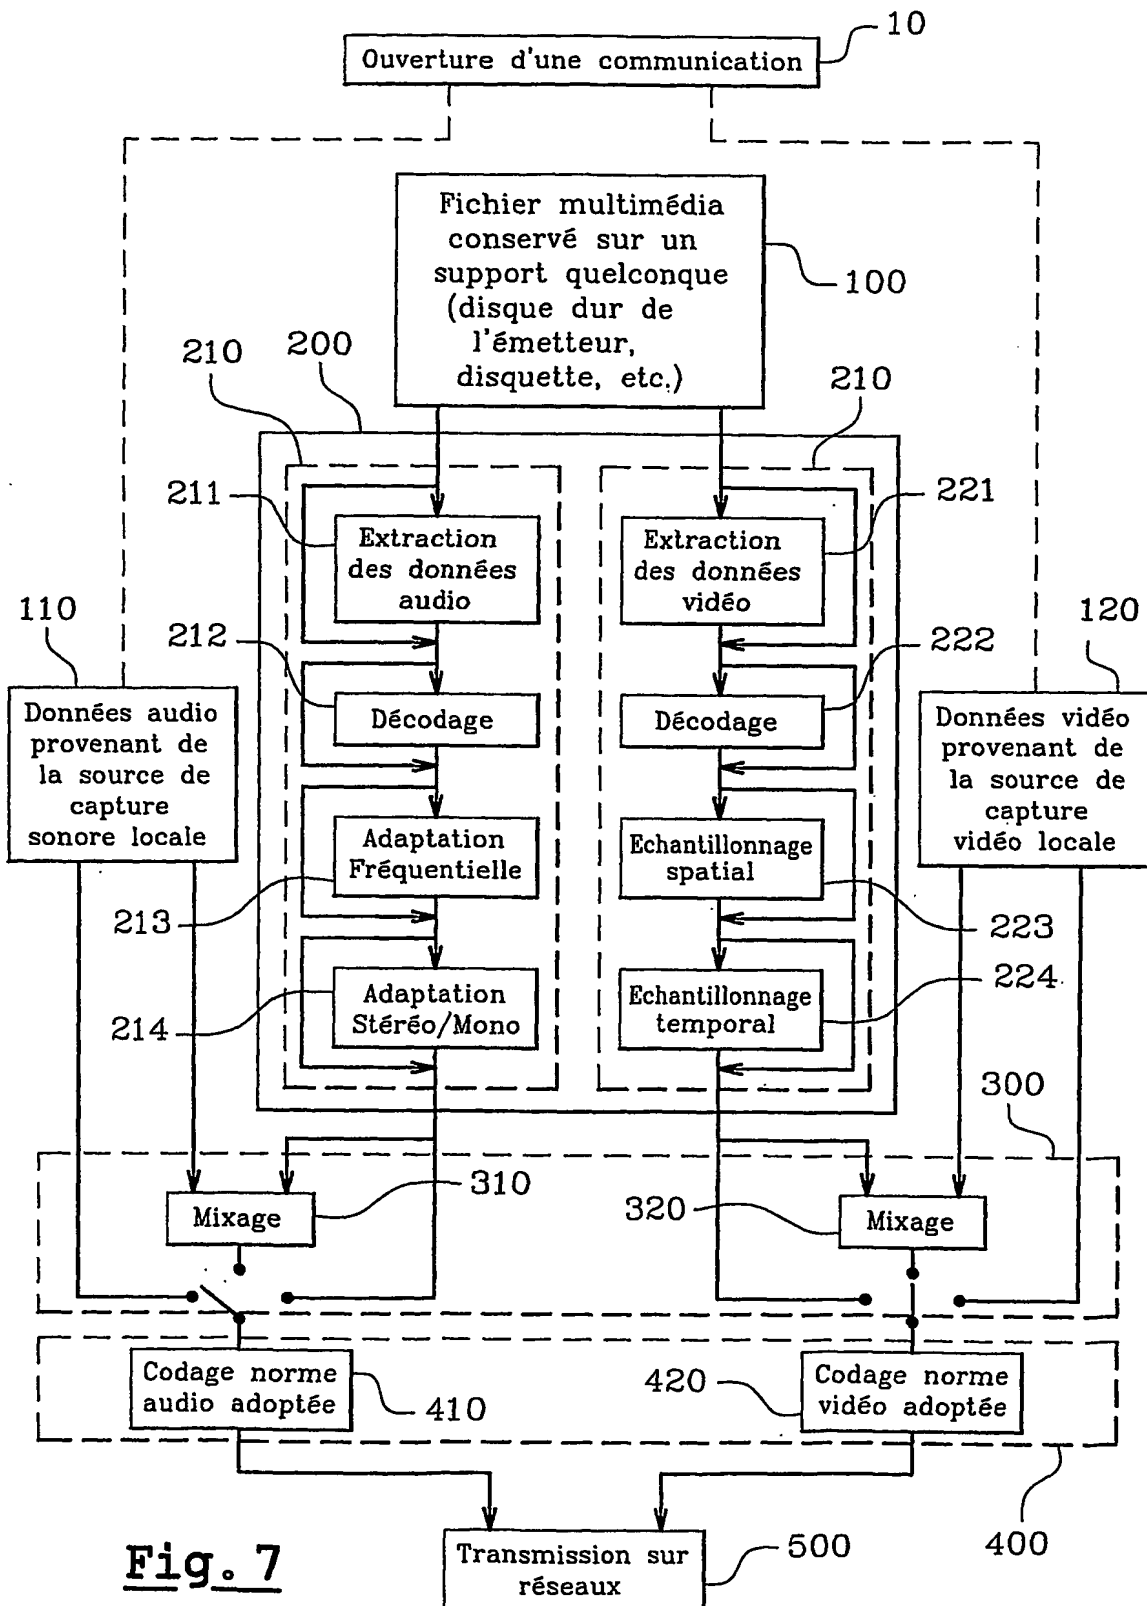 10
Ouverture d'une communication
Fichier multimédia
conservé sur un
support quelconque
(disque dur de
l'émetteur,
disquette, etc.)
100
200
210
210
211
Extraction
des données
audio
221
Extraction
des données
vidéo
110
Données audio
provenant de
la source de
capture
sonore locale
212
Décodage
222
Décodage
120
Données vidéo
provenant de
la source de
capture
vidéo locale
213
Adaptation
Fréquentielle
223
Echantillonnage
spatial
214
Adaptation
Stéréo/Mono
224
Echantillonnage
temporal
300
310
Mixage
320
Mixage
Codage norme
audio adoptée
410
420
Codage norme
vidéo adoptée
400
Transmission sur
réseaux
500
Fig. 7